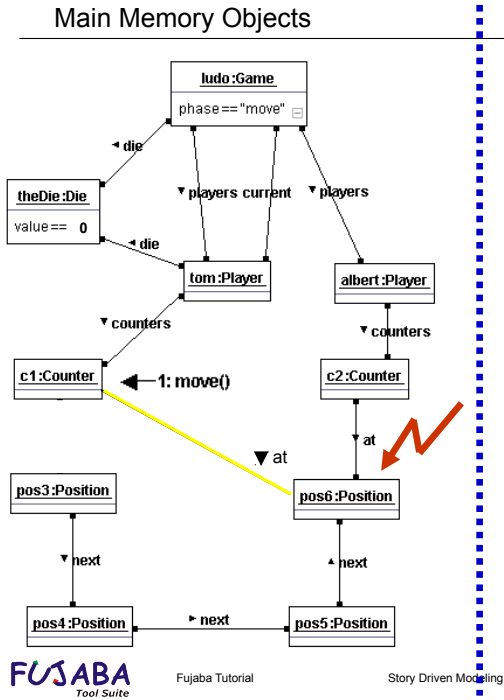 Main Memory Objects
ludo:Game
phase=="move"
◄ die
▼ players current
▼ players
theDie:Die
value== 0
◄ die
tom:Player
albert:Player
▼ counters
▼ counters
c1:Counter
1: move()
c2:Counter
▼ at
▼ at
pos3:Position
pos6:Position
▼ next
▲ next
pos4:Position
► next
pos5:Position
FUJABA
Tool Suite
Fujaba Tutorial
Story Driven Modeling